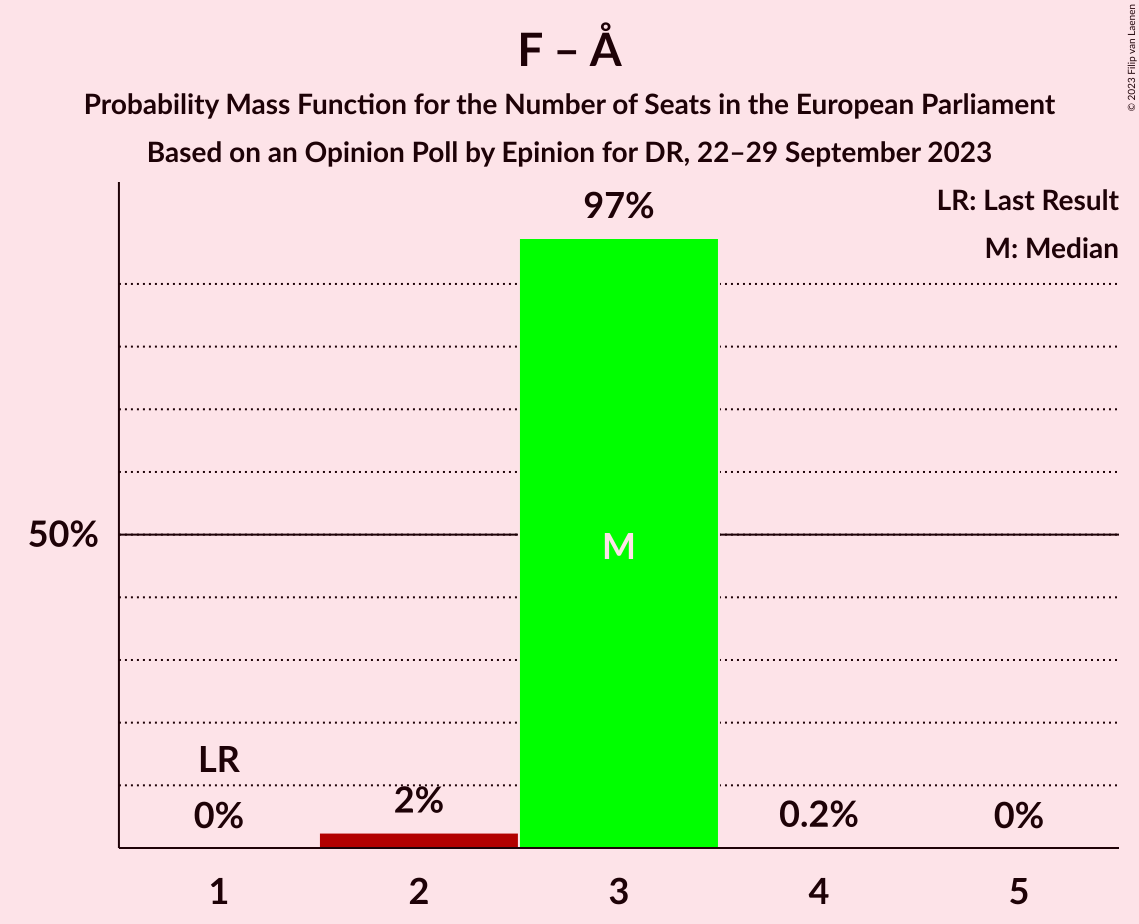 F – Å
Probability Mass Function for the Number of Seats in the European Parliament
Based on an Opinion Poll by Epinion for DR, 22–29 September 2023
© 2023 Filip van Laenen
LR: Last Result
M: Median
97%
50%
M
LR
0%
2%
0.2%
0%
1
2
3
4
5